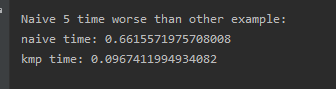 Naive 5 time worse than other example:
naive time: 0.6615571975708008
kmp time: 0.0967411994934082